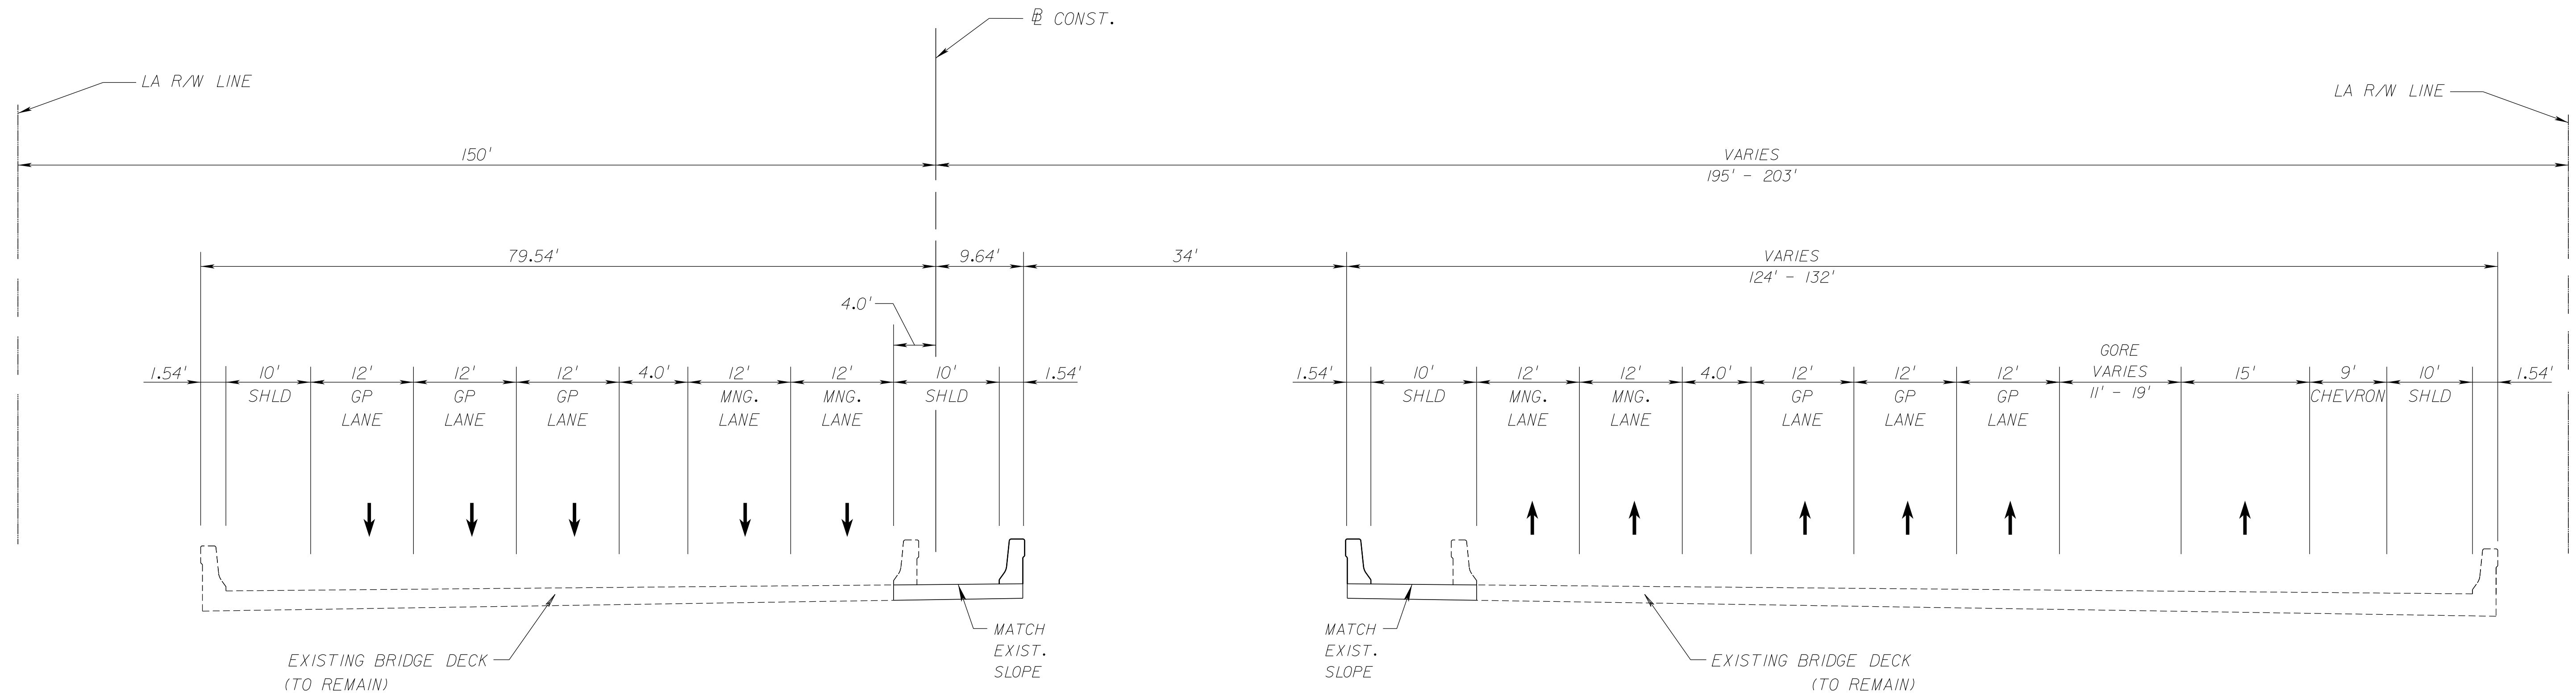 ℄ CONST.
LA R/W LINE
LA R/W LINE
150'
VARIES
195' - 203'
79.54'
9.64'
34'
VARIES
124' - 132'
4.0'
1.54'
10'
SHLD
12'
GP
LANE
12'
GP
LANE
12'
GP
LANE
4.0'
12'
MNG.
LANE
12'
MNG.
LANE
10'
SHLD
1.54'
1.54'
10'
SHLD
12'
MNG.
LANE
12'
MNG.
LANE
4.0'
12'
GP
LANE
12'
GP
LANE
12'
GP
LANE
GORE
VARIES
11' - 19'
15'
9'
CHEVRON
10'
SHLD
1.54'
MATCH
EXIST.
SLOPE
MATCH
EXIST.
SLOPE
EXISTING BRIDGE DECK
(TO REMAIN)
EXISTING BRIDGE DECK
(TO REMAIN)